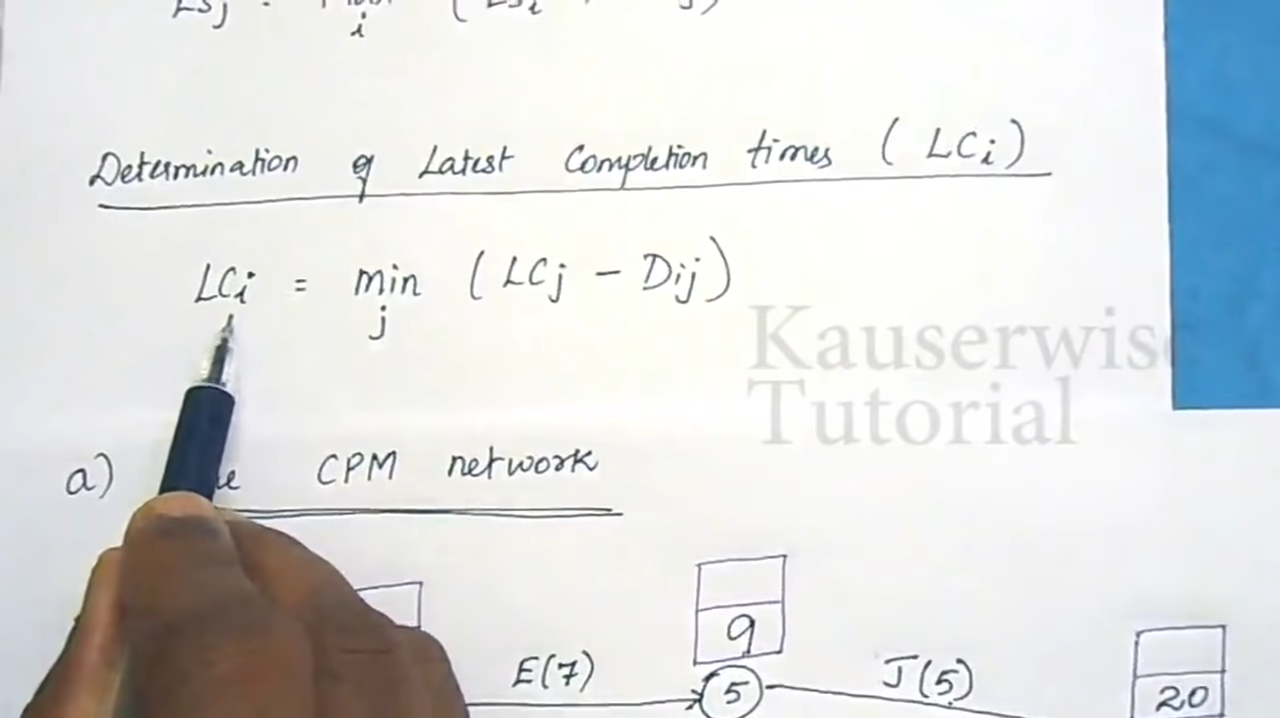 Determination of Latest Completion times (LCi)
LCi = min (LCj - Dij)
j
Kauserwise
Tutorial
a) CPM network
9
E(7)
J(5)
5
20